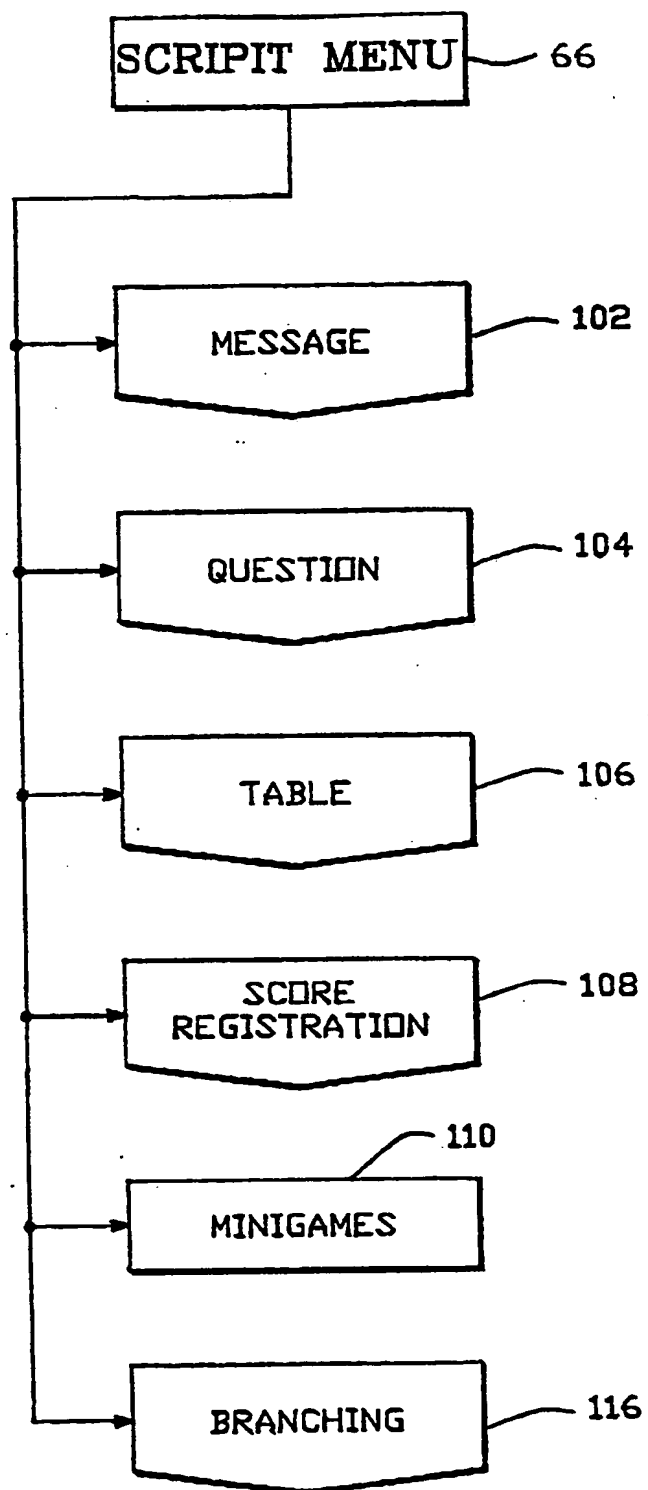 SCRIPIT MENU 66
MESSAGE 102
QUESTION 104
TABLE 106
SCORE 108
REGISTRATION
110
MINIGAMES
BRANCHING 116